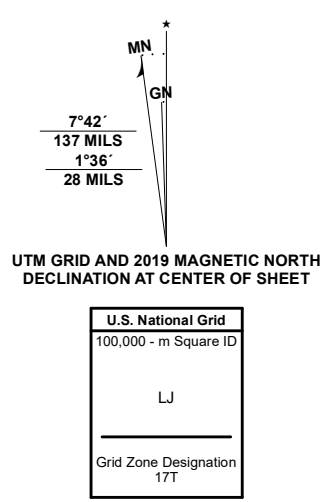 MN
GN
7°42´
137 MILS
1°36´
28 MILS
UTM GRID AND 2019 MAGNETIC NORTH
DECLINATION AT CENTER OF SHEET
U.S. National Grid
100,000 - m Square ID
LJ
Grid Zone Designation
17T